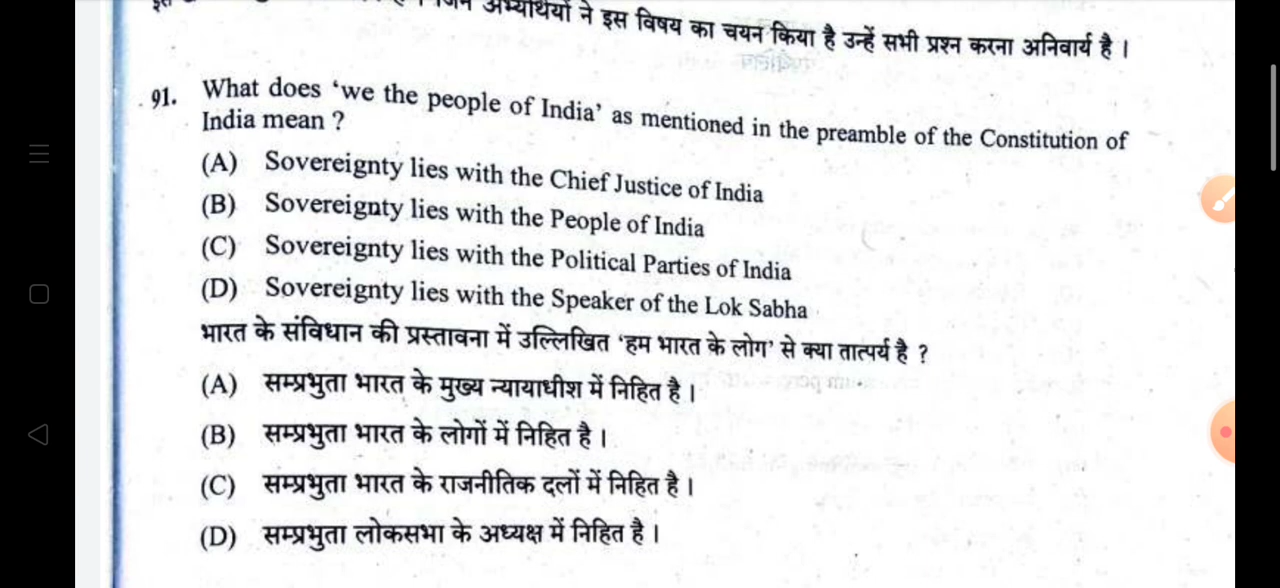 अभ्यर्थियों ने इस विषय का चयन किया है उन्हें सभी प्रश्न करना अनिवार्य है ।
91. What does ‘we the people of India’ as mentioned in the preamble of the Constitution of
India mean ?
(A) Sovereignty lies with the Chief Justice of India
(B) Sovereignty lies with the People of India
(C) Sovereignty lies with the Political Parties of India
(D) Sovereignty lies with the Speaker of the Lok Sabha
भारत के संविधान की प्रस्तावना में उल्लिखित ‘हम भारत के लोग’ से क्या तात्पर्य है ?
(A) सम्प्रभुता भारत के मुख्य न्यायाधीश में निहित है ।
(B) सम्प्रभुता भारत के लोगों में निहित है ।
(C) सम्प्रभुता भारत के राजनीतिक दलों में निहित है ।
(D) सम्प्रभुता लोकसभा के अध्यक्ष में निहित है ।